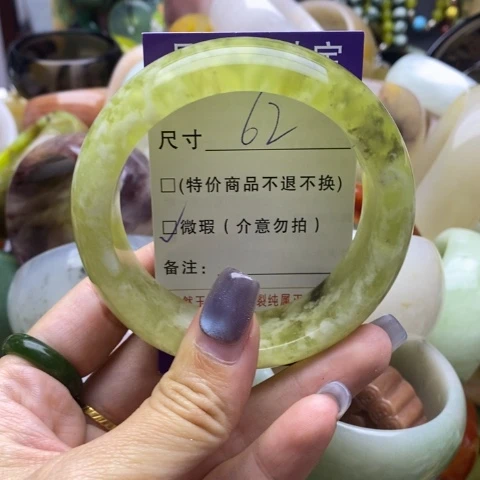 尺寸 62
□(特价商品不退不换)
☑微瑕(介意勿拍)
备注: